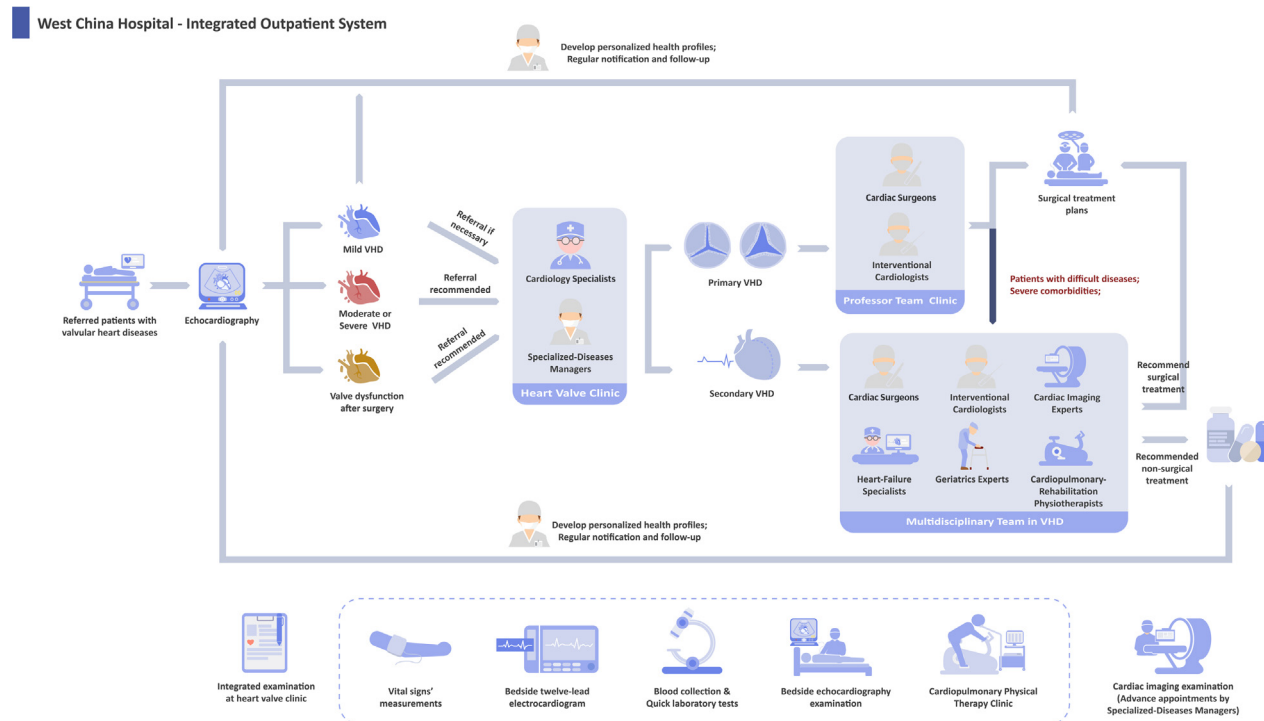 West China Hospital - Integrated Outpatient System
Develop personalized health profiles;
Regular notification and follow-up
Referred patients with
valvular heart diseases
Echocardiography
Mild VHD
Moderate or
Severe VHD
Valve dysfunction
after surgery
Referral if
necessary
Referral
recommended
Referral
recommended
Cardiology Specialists
Specialized-Diseases
Managers
Heart Valve Clinic
Primary VHD
Secondary VHD
Cardiac Surgeons
Interventional
Cardiologists
Professor Team Clinic
Surgical treatment
plans
Patients with difficult diseases;
Severe comorbidities;
Cardiac Surgeons
Interventional
Cardiologists
Cardiac Imaging
Experts
Heart-Failure
Specialists
Geriatrics Experts
Cardiopulmonary-
Rehabilitation
Physiotherapists
Multidisciplinary Team in VHD
Recommend
surgical
treatment
Recommended
non-surgical
treatment
Develop personalized health profiles;
Regular notification and follow-up
Integrated examination
at heart valve clinic
Vital signs'
measurements
Bedside twelve-lead
electrocardiogram
Blood collection &
Quick laboratory tests
Bedside echocardiography
examination
Cardiopulmonary Physical
Therapy Clinic
Cardiac imaging examination
(Advance appointments by
Specialized-Diseases Managers)